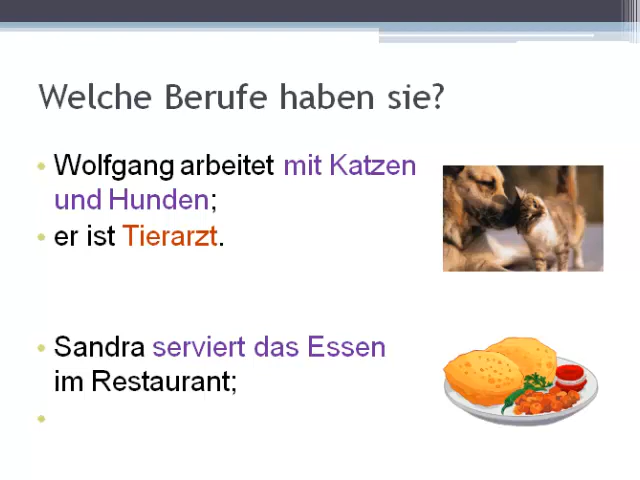 Welche Berufe haben sie?
• Wolfgang arbeitet mit Katzen
und Hunden;
• er ist Tierarzt.
• Sandra serviert das Essen
im Restaurant;
•